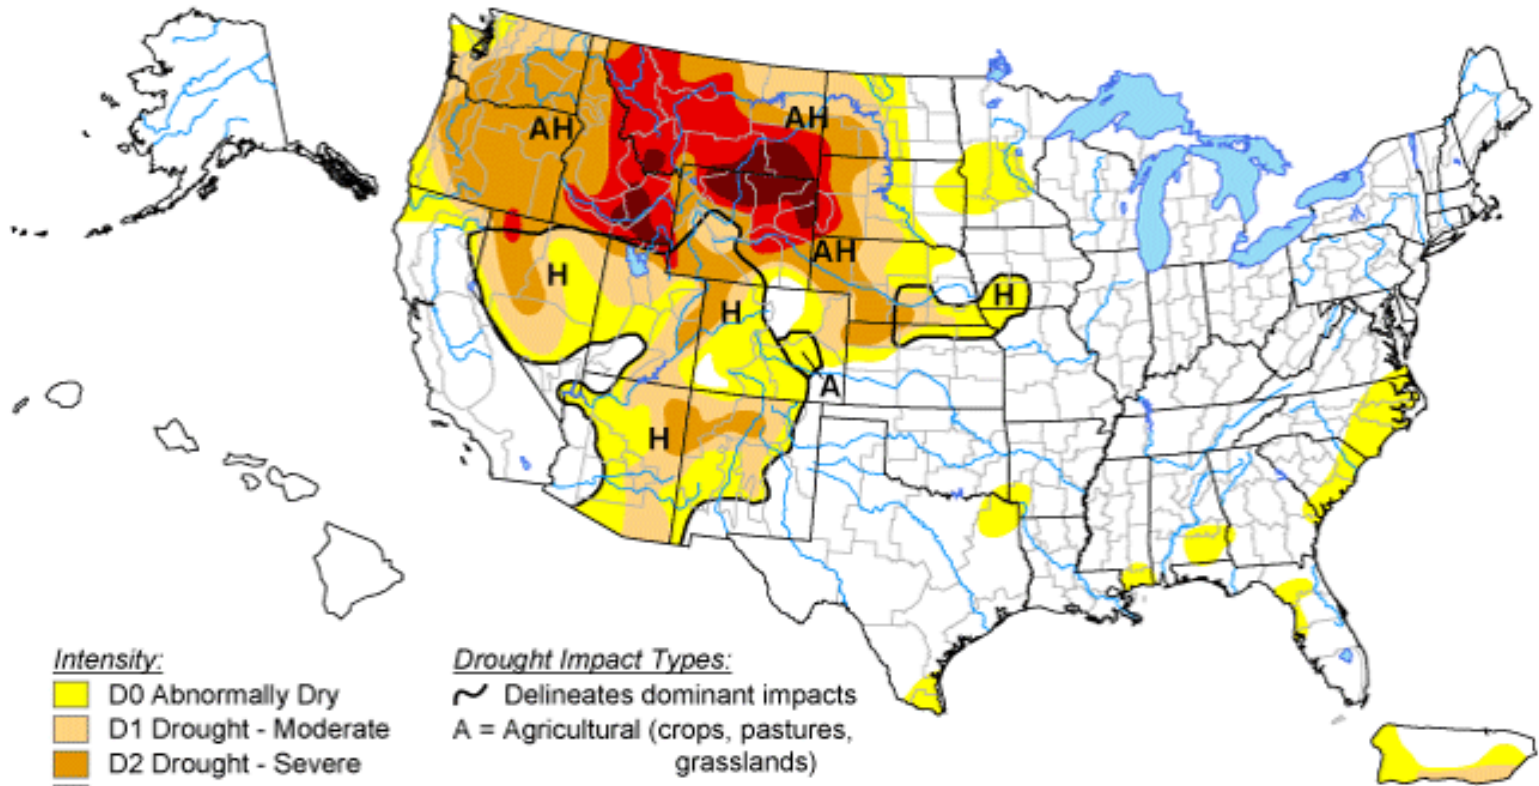 AH
AH
AH
H
H
H
A
H
Intensity:
D0 Abnormally Dry
D1 Drought - Moderate
D2 Drought - Severe
Drought Impact Types:
Delineates dominant impacts
A = Agricultural (crops, pastures,
grasslands)